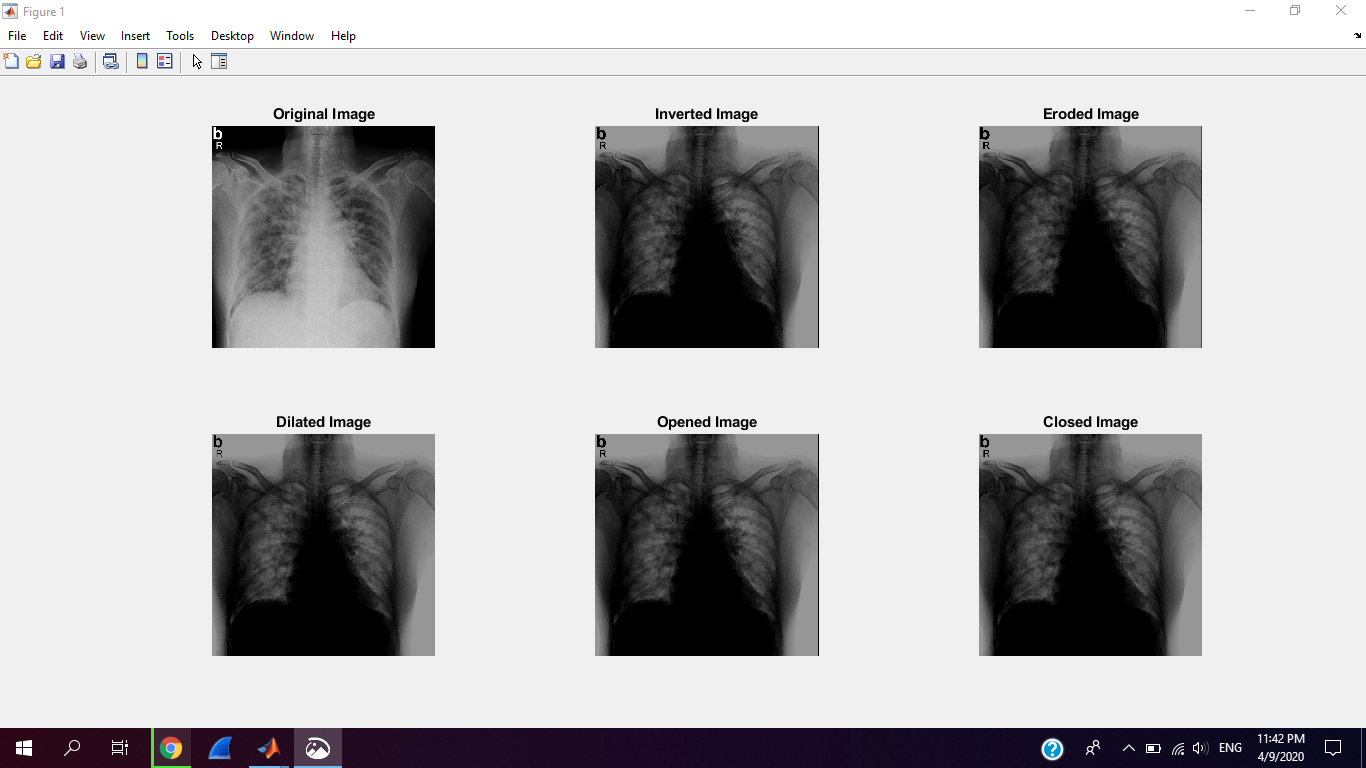 Figure 1
File Edit View Insert Tools Desktop Window Help
Original Image
Inverted Image
Eroded Image
b
R
b
R
b
R
Dilated Image
Opened Image
Closed Image
b
R
b
R
b
R
?
ENG
11:42 PM
4/9/2020